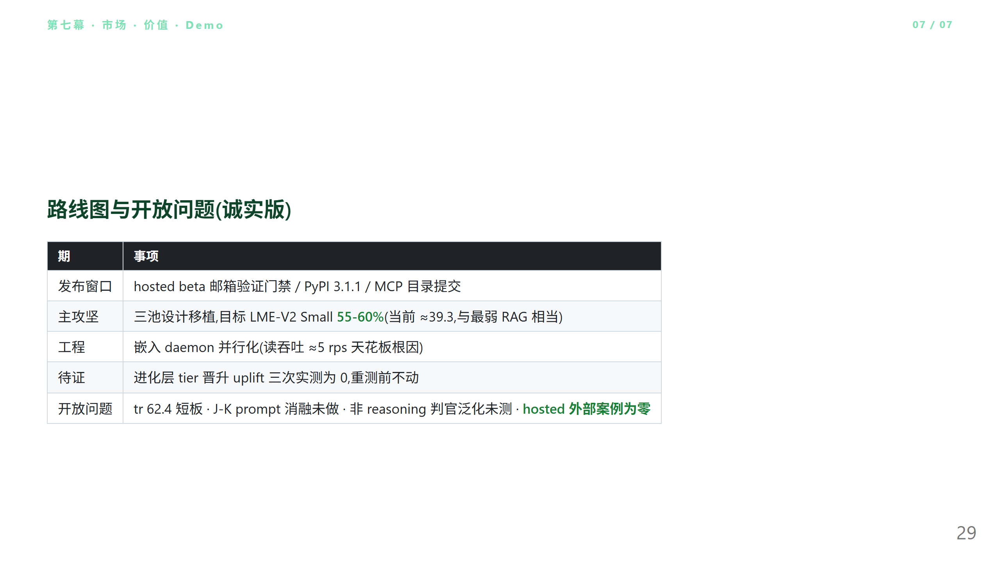 第七幕 · 市场 · 价值 · Demo
07 / 07
路线图与开放问题(诚实版)
期 事项
发布窗口 hosted beta 邮箱验证门禁 / PyPI 3.1.1 / MCP 目录提交
主攻坚 三池设计移植,目标 LME-V2 Small 55-60%(当前 ≈39.3,与最弱 RAG 相当)
工程 嵌入 daemon 并行化(读吞吐 ≈5 rps 天花板根因)
待证 进化层 tier 晋升 uplift 三次实测为 0,重测前不动
开放问题 tr 62.4 短板 · J-K prompt 消融未做 · 非 reasoning 判官泛化未测 · hosted 外部案例为零
29